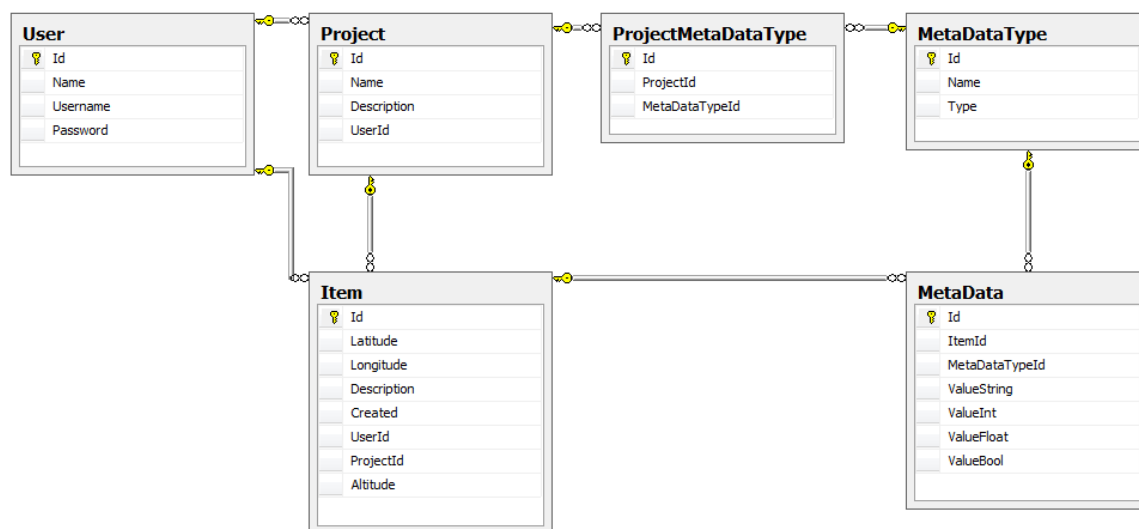 User
Id
Name
Username
Password
Project
Id
Name
Description
UserId
ProjectMetaDataType
Id
ProjectId
MetaDataTypeId
MetaDataType
Id
Name
Type
Item
Id
Latitude
Longitude
Description
Created
UserId
ProjectId
Altitude
MetaData
Id
ItemId
MetaDataTypeId
ValueString
ValueInt
ValueFloat
ValueBool